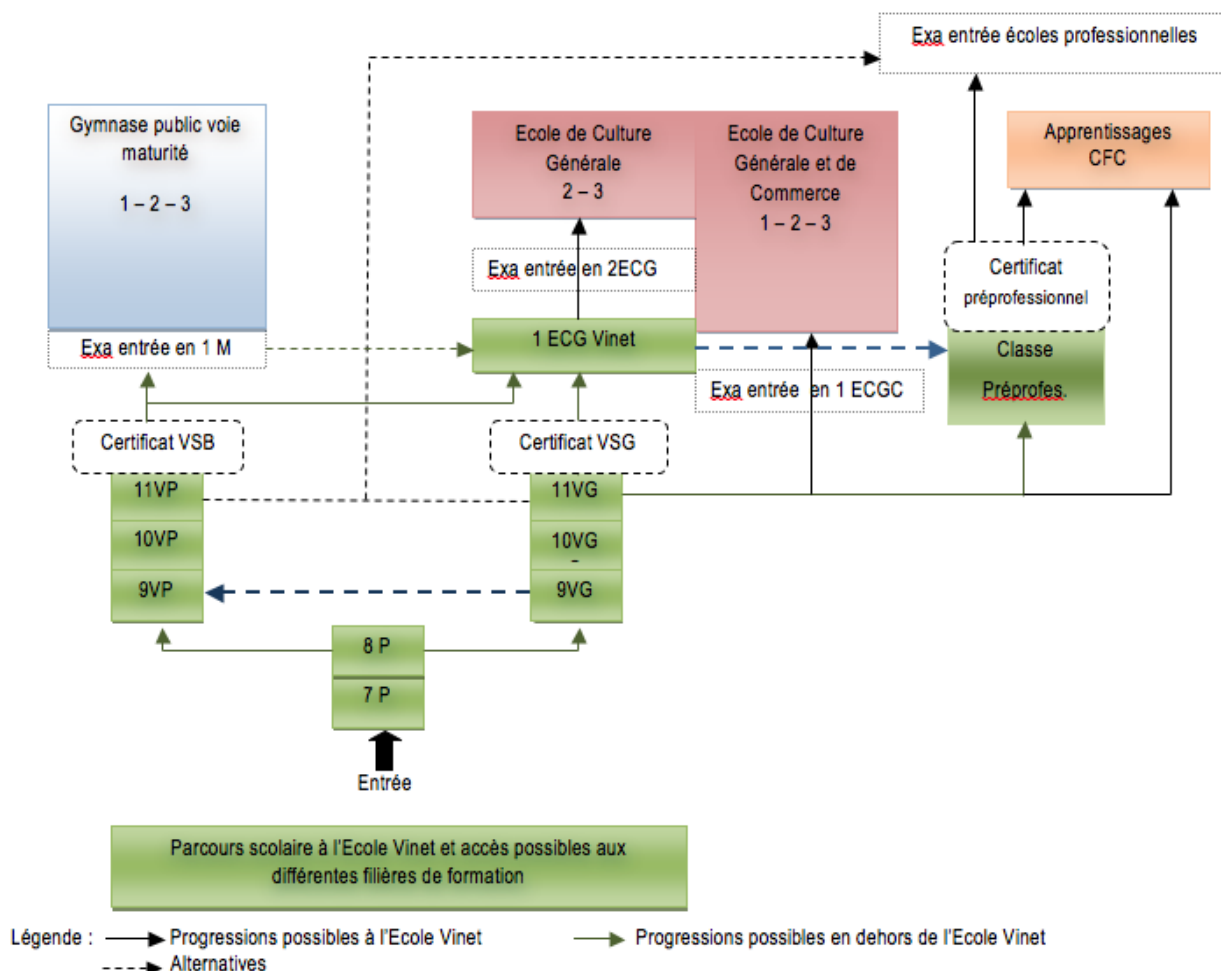 Exa entrée écoles professionnelles
Gymnase public voie
maturité
1 – 2 – 3
Ecole de Culture
Générale
2 – 3
Ecole de Culture
Générale et de
Commerce
1 – 2 – 3
Apprentissages
CFC
Exa entrée en 2ECG
Certificat
préprofessionnel
Exa entrée en 1 M
1 ECG Vinet
Classe
Préprofes.
Exa entrée en 1 ECGC
Certificat VSB
Certificat VSG
11VP
11VG
10VP
10VG
-
9VP
9VG
8 P
7 P
Entrée
Parcours scolaire à l'Ecole Vinet et accès possibles aux
différentes filières de formation
Légende : Progressions possibles à l'Ecole Vinet
Progressions possibles en dehors de l'Ecole Vinet
Alternatives